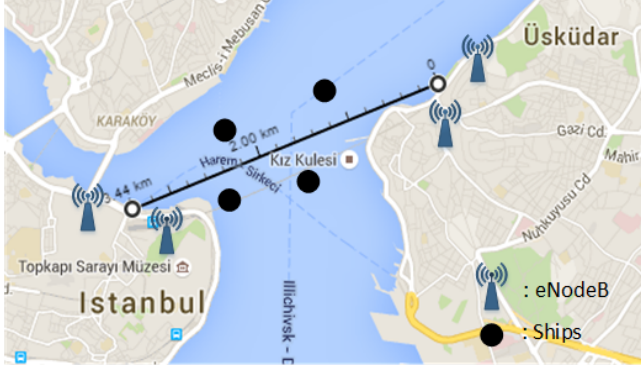 Meclis-i Mebusan
Üsküdar
KARAKÖY
0
Gazi Cd.
2.00 km
Mahir
Harem - Sirkeci
Kız Kulesi
3.44 km
Nuhkuyusu Cd
Topkapı Sarayı Müzesi
Istanbul
Illichivsk - D
: eNodeB
: Ships